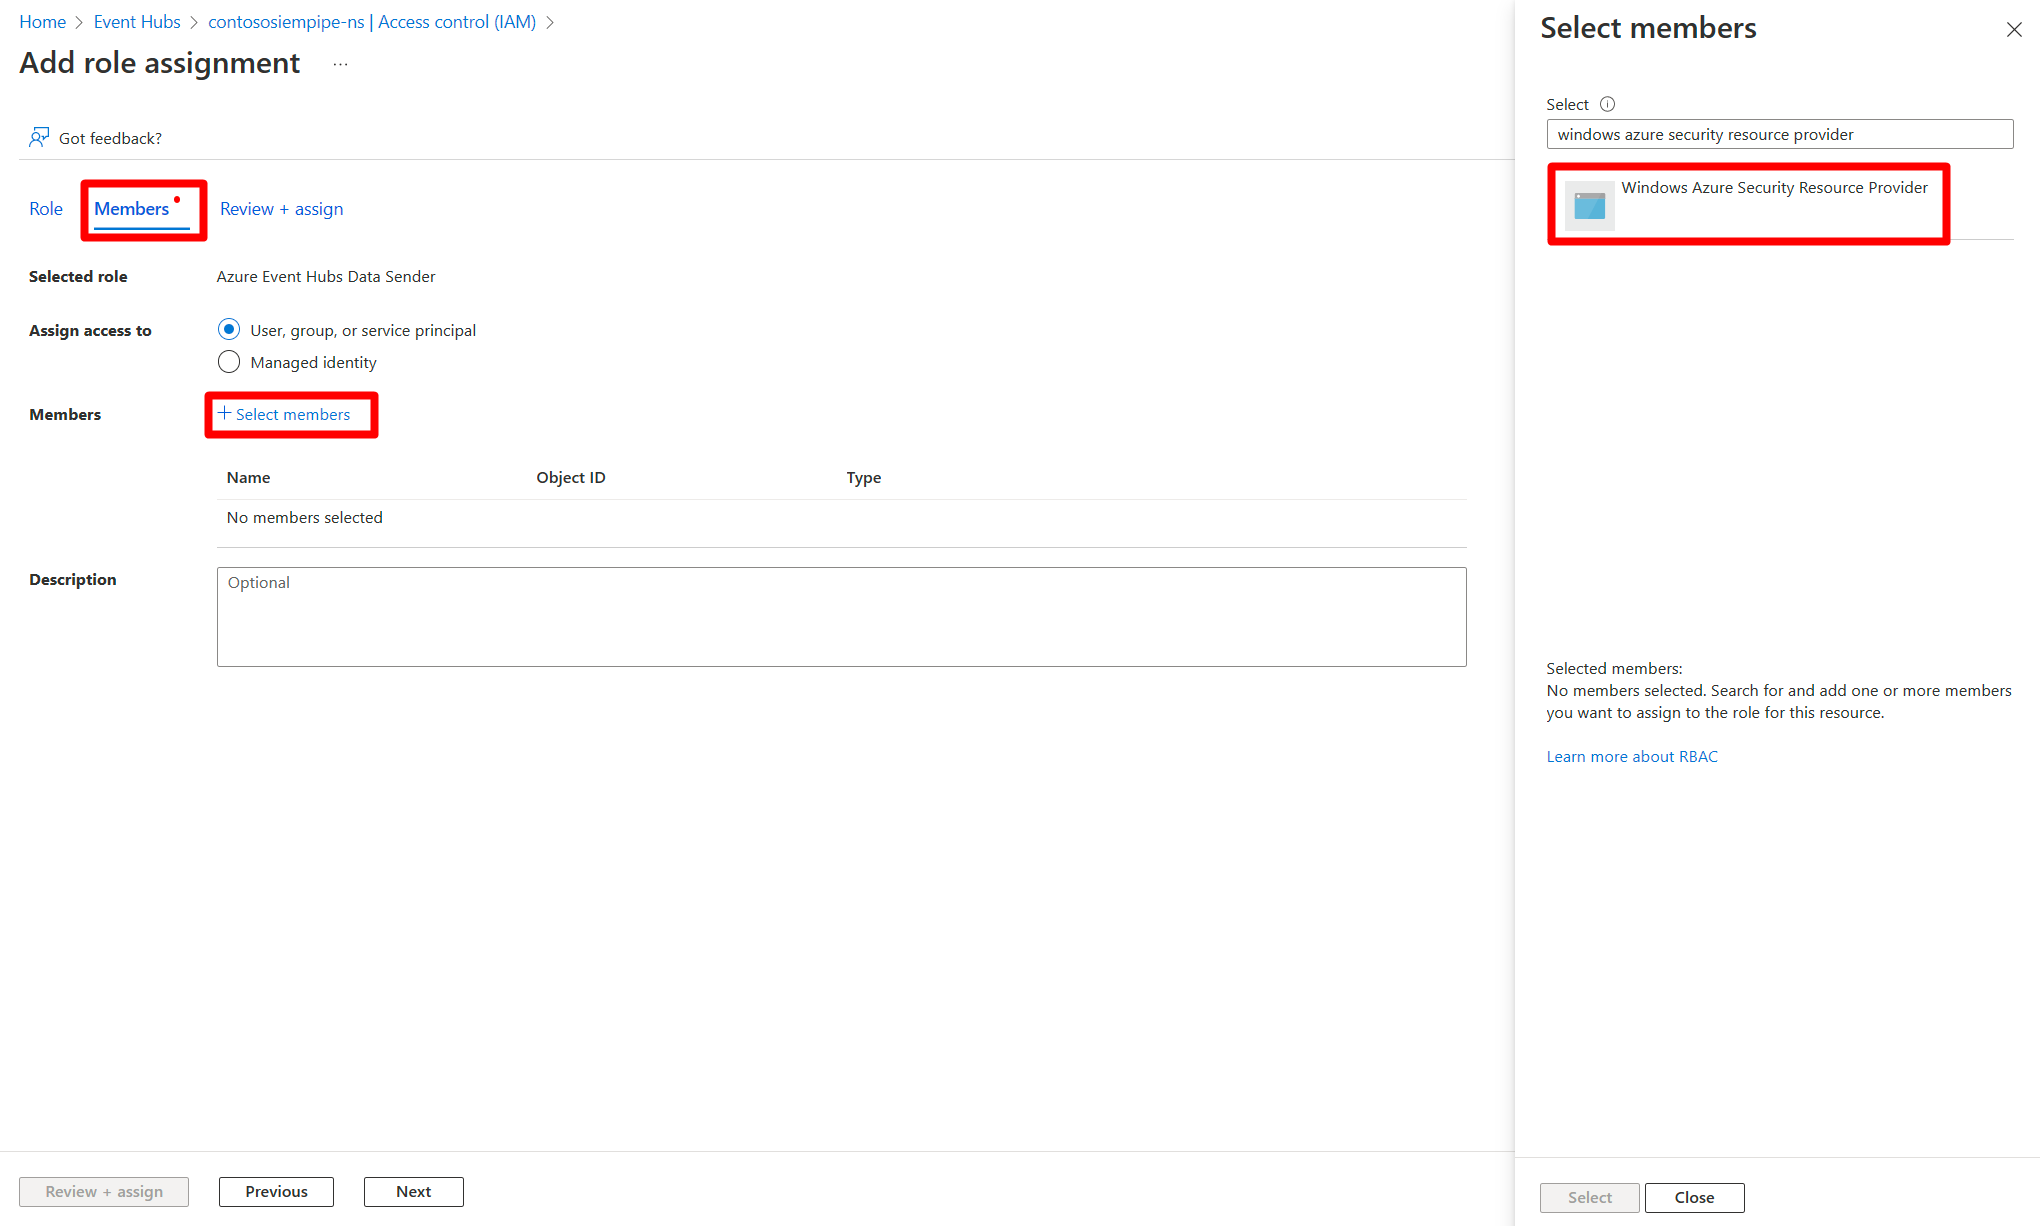 Home > Event Hubs > contososiempipe-ns | Access control (IAM) >
Add role assignment ...
Got feedback?
Role Members Review + assign
Selected role Azure Event Hubs Data Sender
Assign access to User, group, or service principal
Managed identity
Members + Select members
Name Object ID Type
No members selected
Description Optional
Review + assign Previous Next
Select members
Select
windows azure security resource provider
Windows Azure Security Resource Provider
Selected members:
No members selected. Search for and add one or more members
you want to assign to the role for this resource.
Learn more about RBAC
Select Close